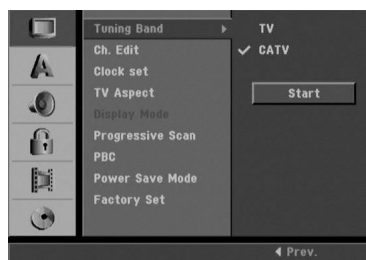 Tuning Band
Ch. Edit
Clock set
TV Aspect
Display Mode
Progressive Scan
PBC
Power Save Mode
Factory Set
TV
CATV
Start
Prev.